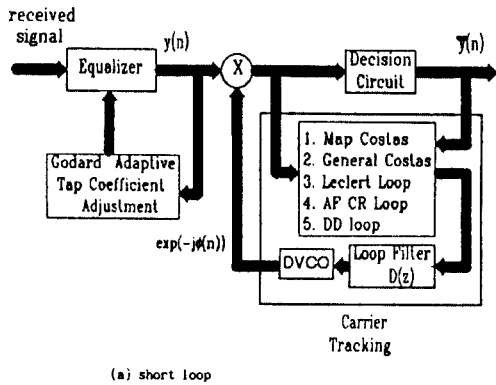 received
signal
y(n)
y̅(n)
Equalizer
X
Decision
Circuit
Godard Adaptive
Tap Coefficient
Adjustment
1. Map Costas
2. General Costas
3. Leclert Loop
4. AF CR Loop
5. DD loop
exp(-jϕ(n))
DVCO
Loop Filter
D(z)
Carrier
Tracking
(a) short loop